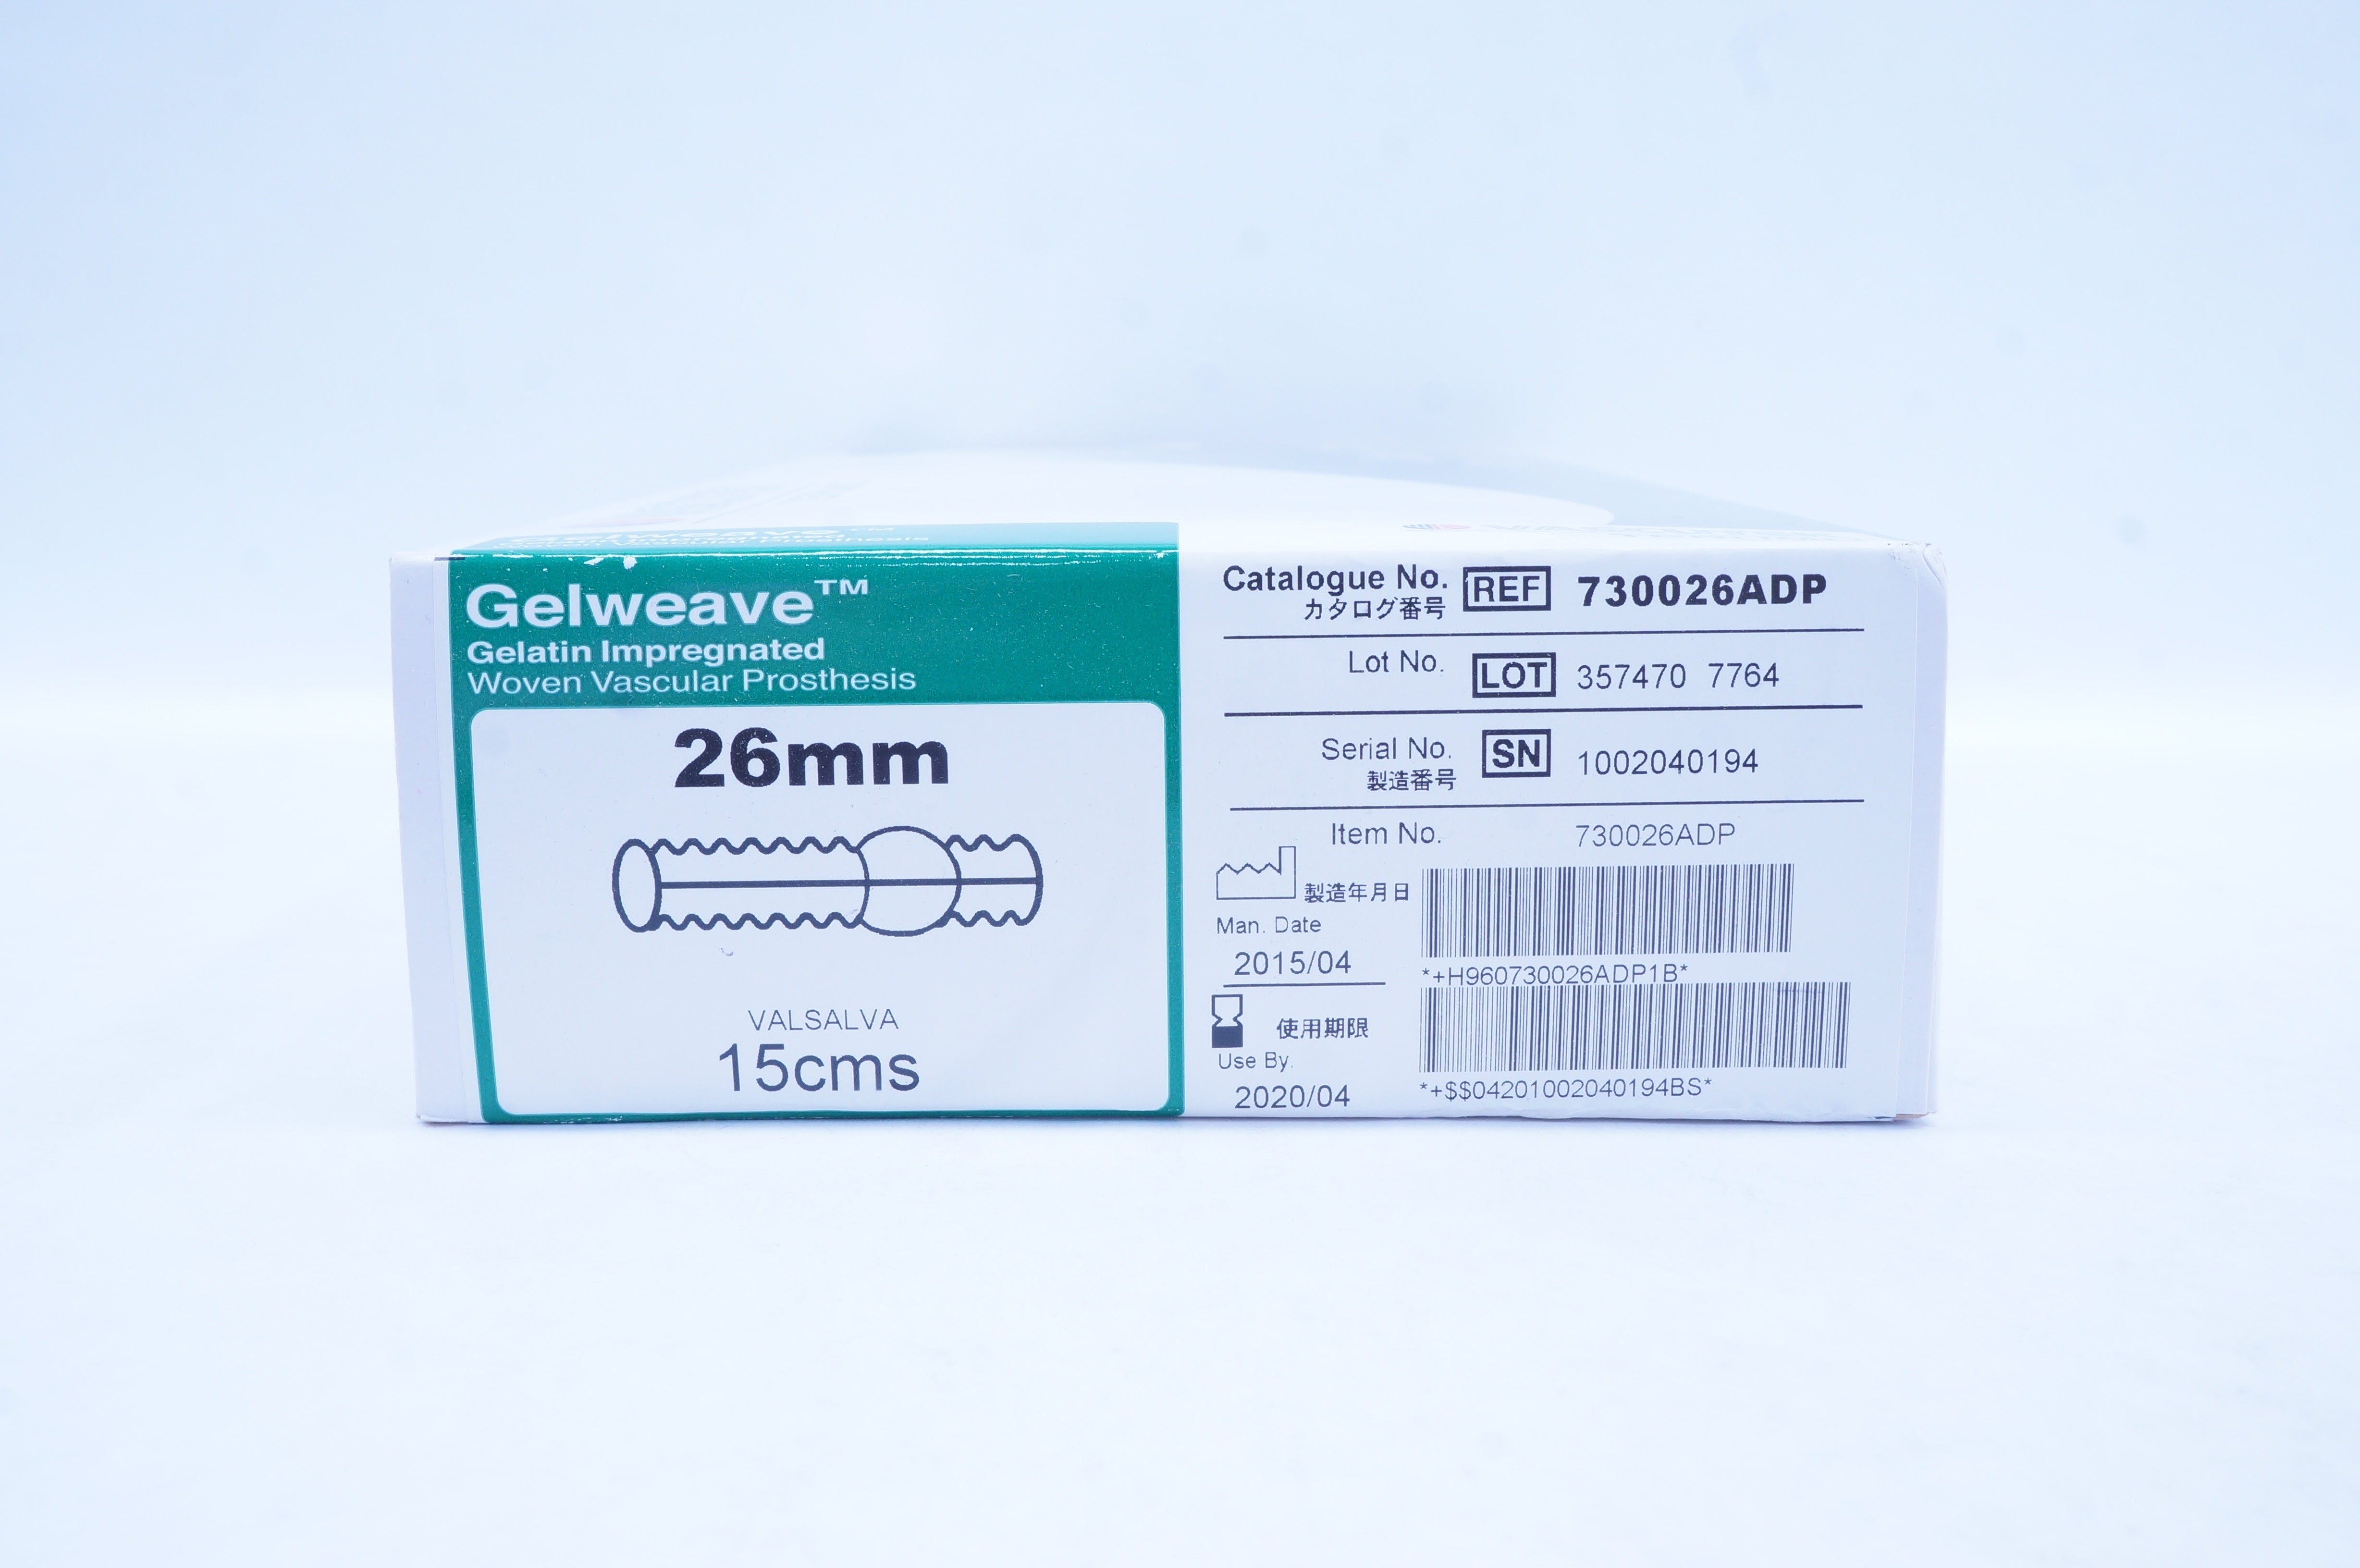 Gelweave™
Gelatin Impregnated
Woven Vascular Prosthesis
26mm
VALSALVA
15cms
Catalogue No. REF 730026ADP
カタログ番号
Lot No. LOT 357470 7764
Serial No. SN 1002040194
製造番号
Item No. 730026ADP
製造年月日
Man. Date
2015/04
*+H960730026ADP1B*
使用期限
Use By.
2020/04
*+$$04201002040194BS*